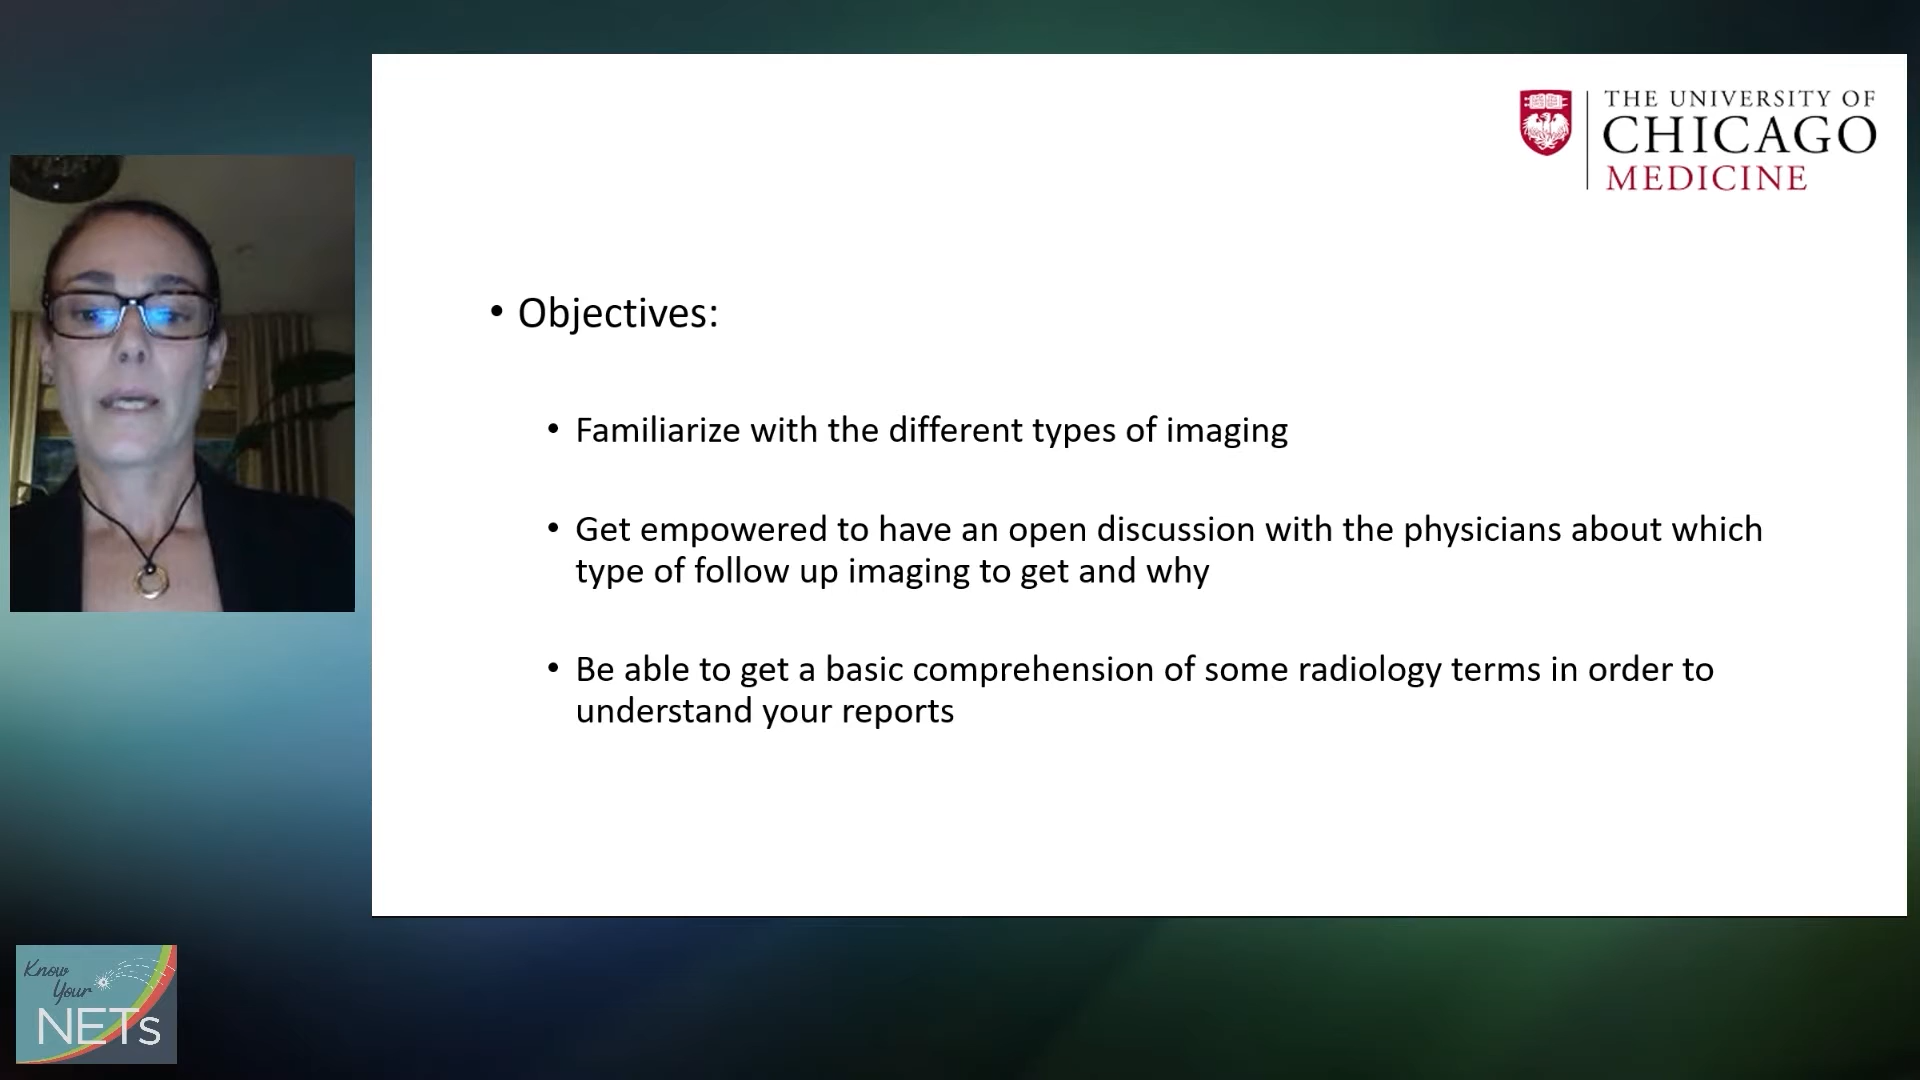 THE UNIVERSITY OF
CHICAGO
MEDICINE
• Objectives:
• Familiarize with the different types of imaging
• Get empowered to have an open discussion with the physicians about which
type of follow up imaging to get and why
• Be able to get a basic comprehension of some radiology terms in order to
understand your reports
Know
Your
NETs